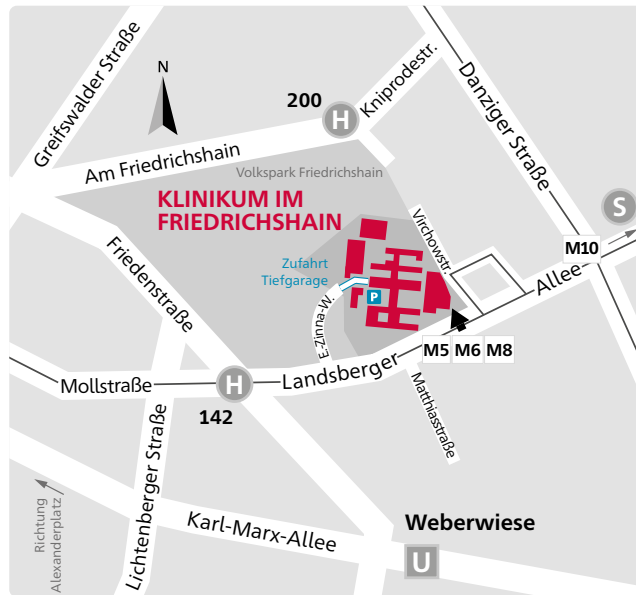 Greifswalder Straße
N
200
H
Kniprodestr.
Danziger Straße
Am Friedrichshain
Volkspark Friedrichshain
KLINIKUM IM
FRIEDRICHSHAIN
Virchowstr.
S
M10
Friedenstraße
Zufahrt
Tiefgarage
P
E.-Zinna-W.
Allee
M5 M6 M8
Landsberger
Mollstraße
H
142
Matthiasstraße
Lichtenberger Straße
Richtung
Alexanderplatz
Karl-Marx-Allee
Weberwiese
U